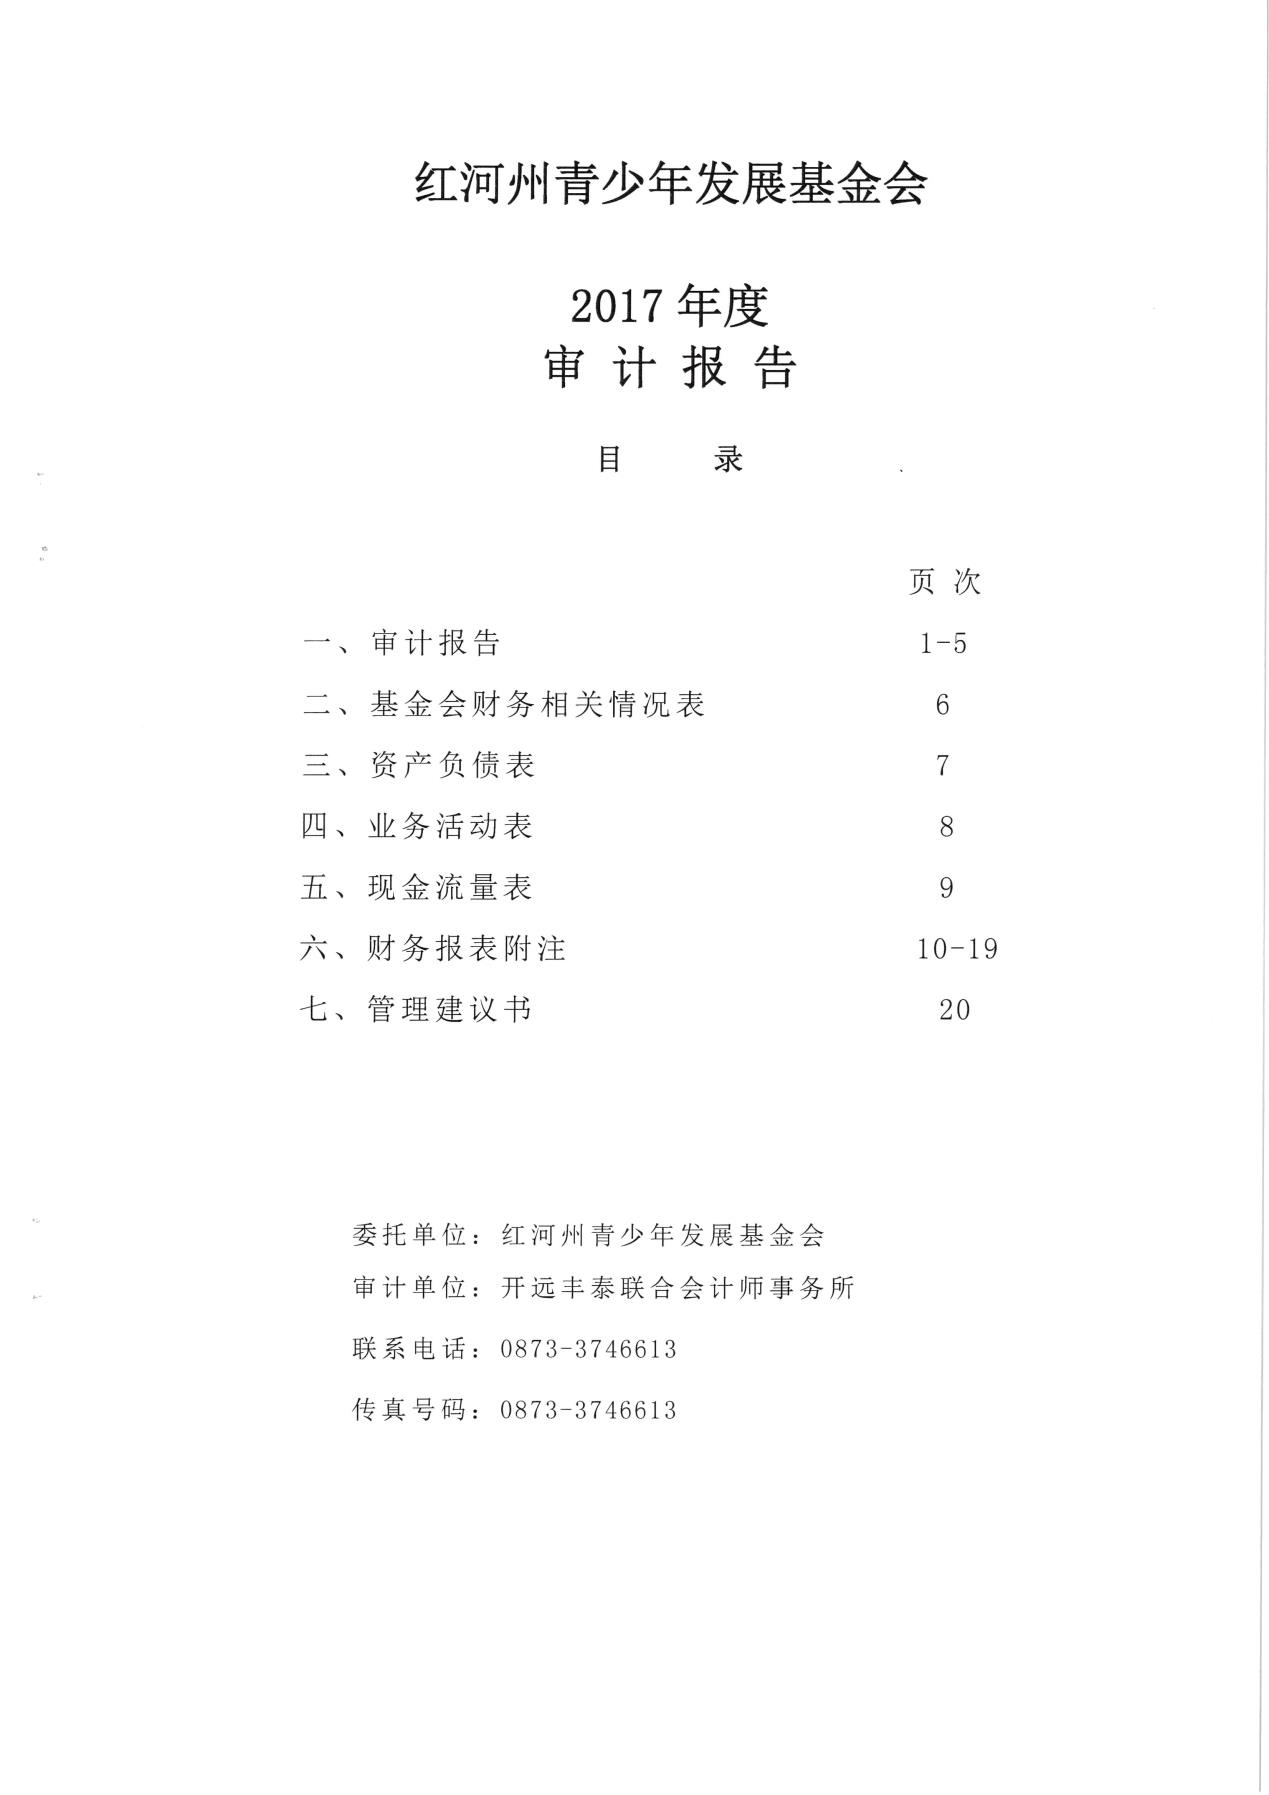 红河州青少年发展基金会
2017 年度
审 计 报 告
目 录
页 次
一、审计报告 1-5
二、基金会财务相关情况表 6
三、资产负债表 7
四、业务活动表 8
五、现金流量表 9
六、财务报表附注 10-19
七、管理建议书 20
委托单位：红河州青少年发展基金会
审计单位：开远丰泰联合会计师事务所
联系电话：0873-3746613
传真号码：0873-3746613